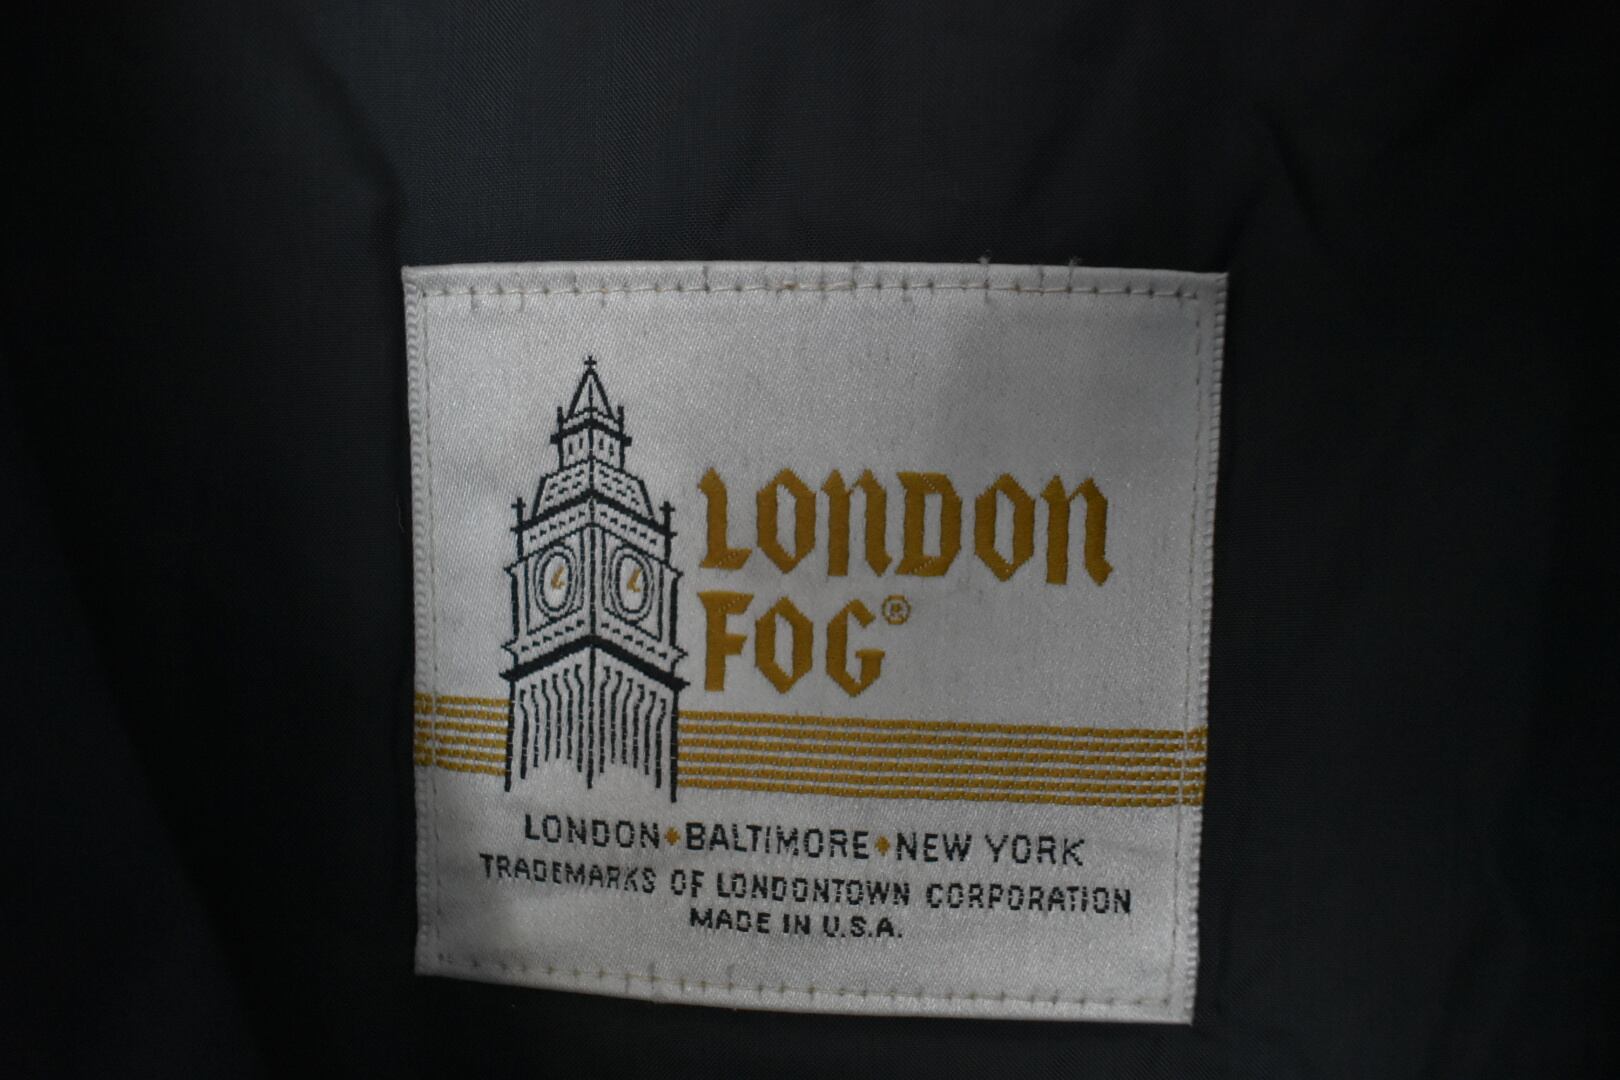 LONDON
FOG®
LONDON•BALTIMORE•NEW YORK
TRADEMARKS OF LONDONTOWN CORPORATION
MADE IN U.S.A.